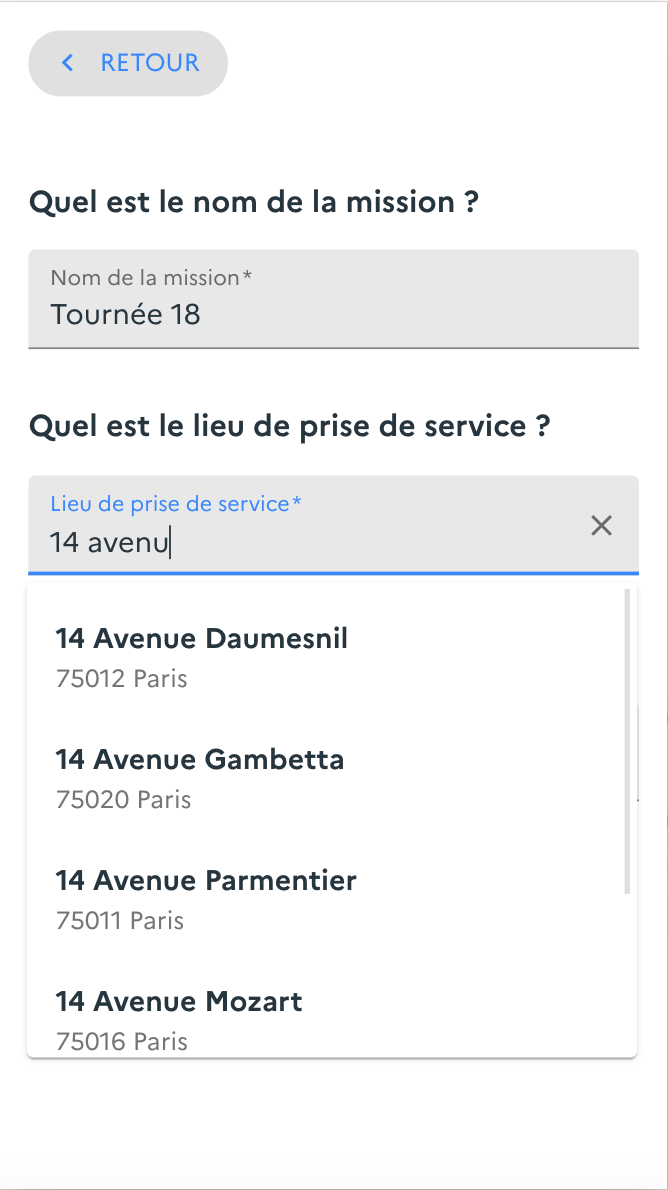 RETOUR
Quel est le nom de la mission ?
Nom de la mission*
Tournée 18
Quel est le lieu de prise de service ?
Lieu de prise de service*
14 avenu
14 Avenue Daumesnil
75012 Paris
14 Avenue Gambetta
75020 Paris
14 Avenue Parmentier
75011 Paris
14 Avenue Mozart
75016 Paris